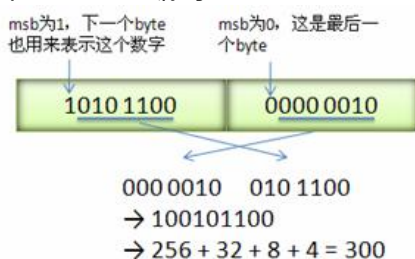 msb为1，下一个byte
也用来表示这个数字
msb为0，这是最后一
个byte
1010 1100
0000 0010
000 0010 010 1100
→ 100101100
→ 256 + 32 + 8 + 4 = 300